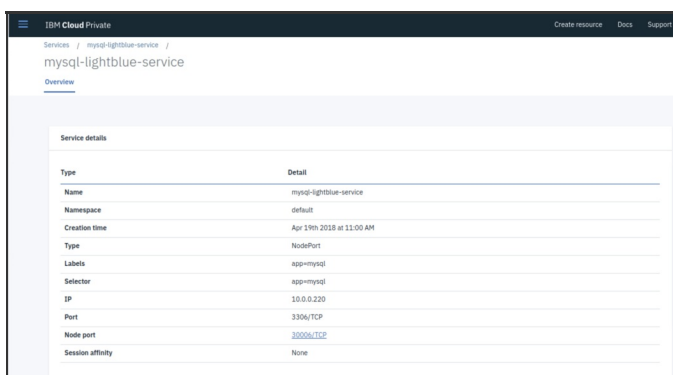 IBM Cloud Private Create resource Docs Support
Services / mysql-lightblue-service /
mysql-lightblue-service
Overview
Service details
Type Detail
Name mysql-lightblue-service
Namespace default
Creation time Apr 19th 2018 at 11:00 AM
Type NodePort
Labels app=mysql
Selector app=mysql
IP 10.0.0.220
Port 3306/TCP
Node port 30006/TCP
Session affinity None